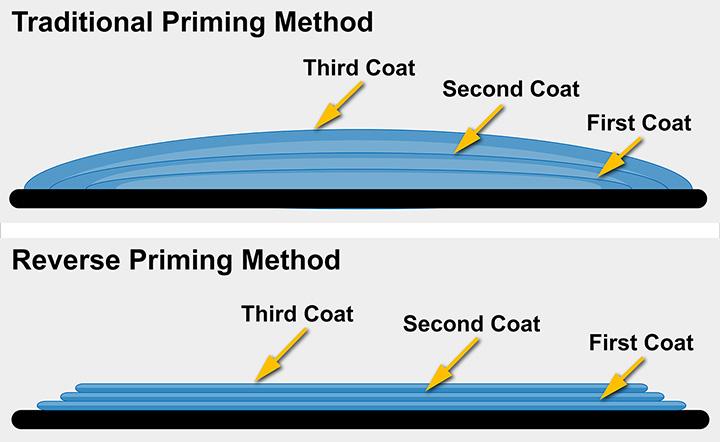 Traditional Priming Method
Third Coat
Second Coat
First Coat
Reverse Priming Method
Third Coat
Second Coat
First Coat